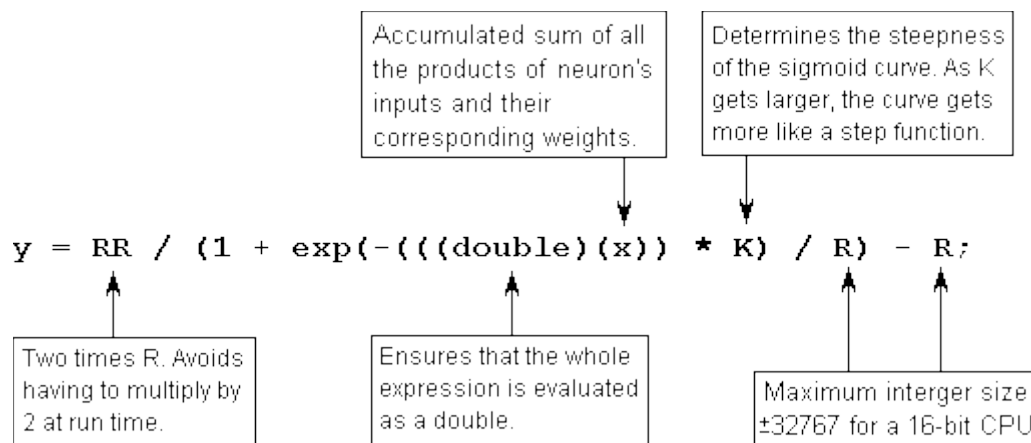 Accumulated sum of all
the products of neuron's
inputs and their
corresponding weights.
Determines the steepness
of the sigmoid curve. As K
gets larger, the curve gets
more like a step function.
y = RR / (1 + exp(-(((double)(x)) * K) / R) - R;
Two times R. Avoids
having to multiply by
2 at run time.
Ensures that the whole
expression is evaluated
as a double.
Maximum interger size
±32767 for a 16-bit CPU